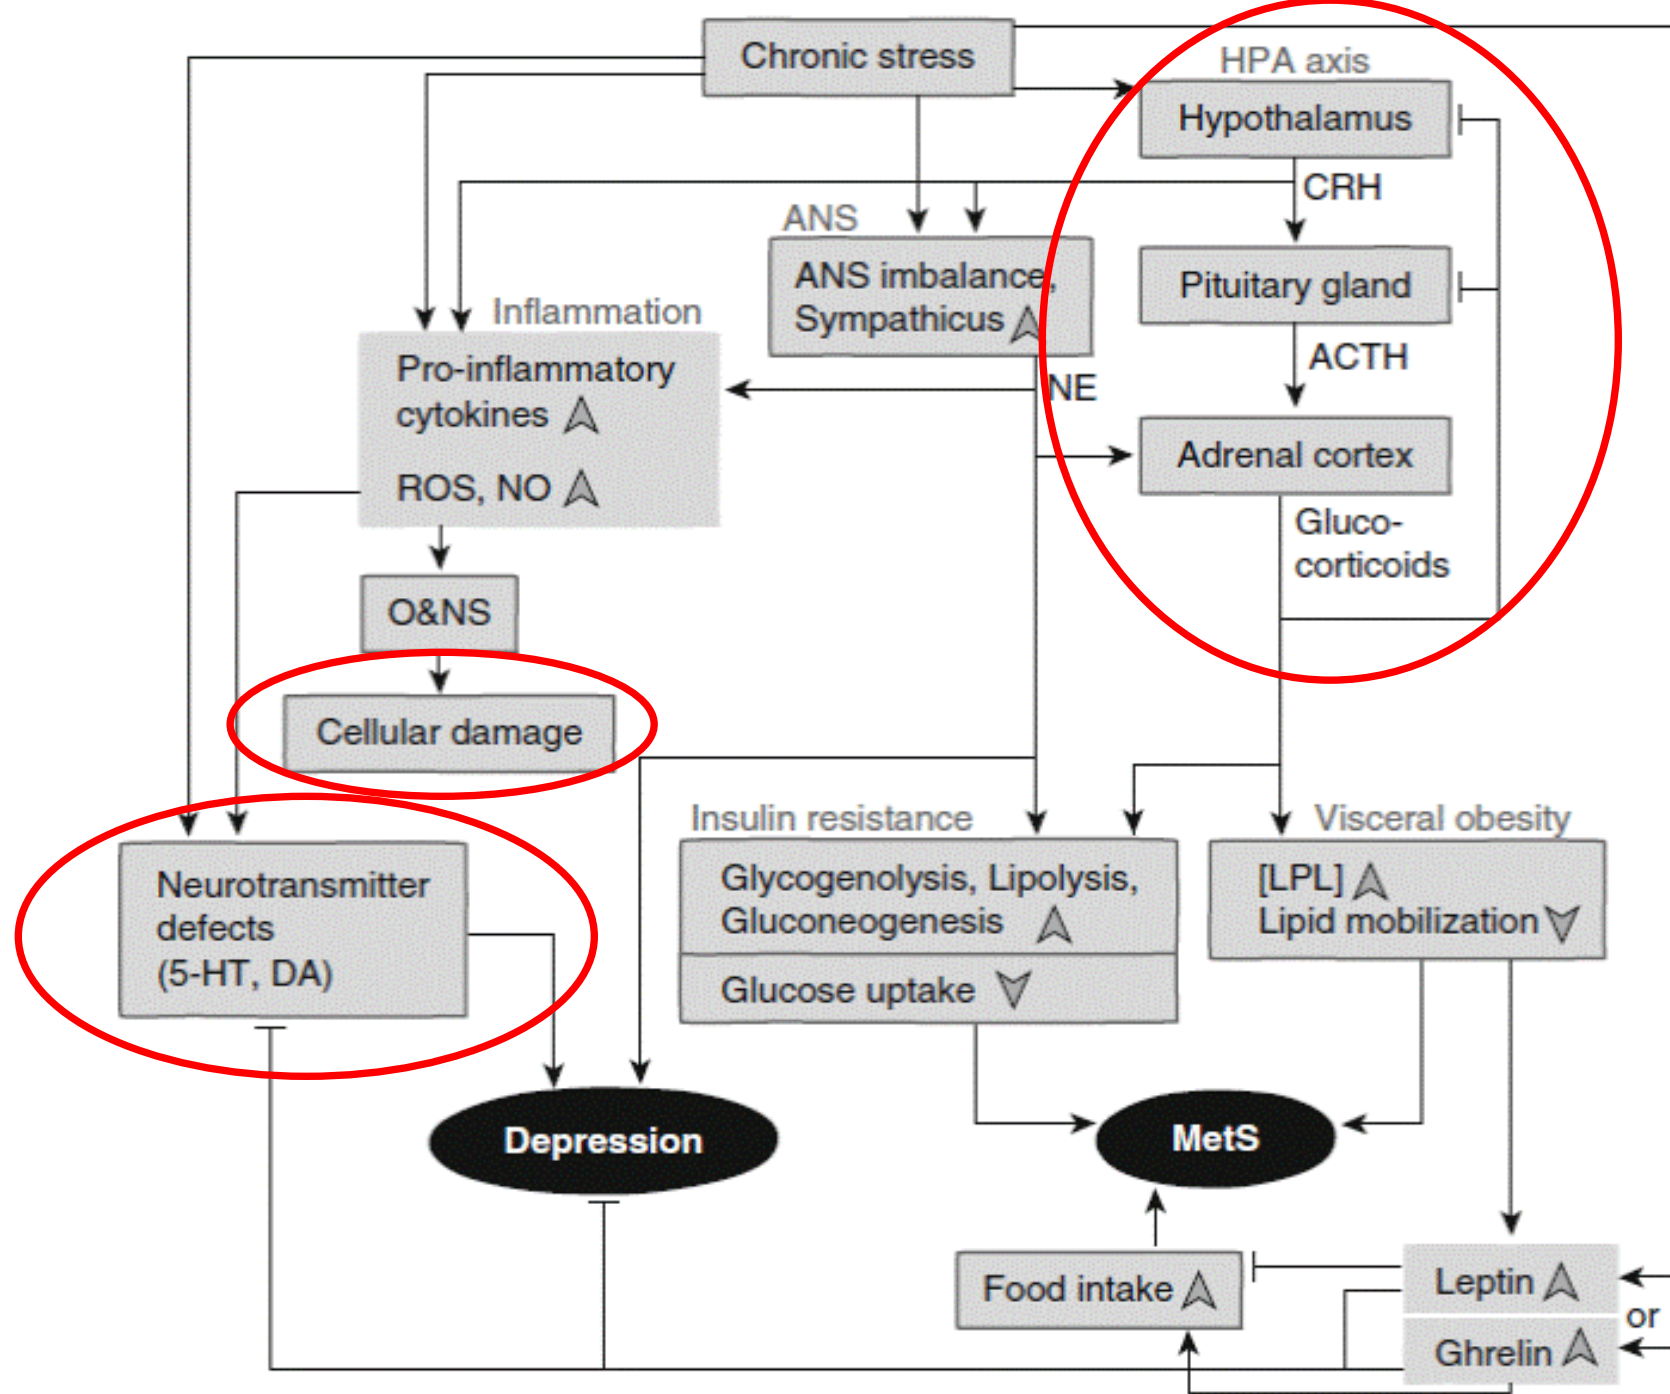 Chronic stress
HPA axis
Hypothalamus
CRH
ANS
ANS imbalance,
Sympathicus
Pituitary gland
ACTH
Inflammation
Pro-inflammatory
cytokines
ROS, NO
NE
Adrenal cortex
Gluco-
corticoids
O&NS
Cellular damage
Neurotransmitter
defects
(5-HT, DA)
Insulin resistance
Glycogenolysis, Lipolysis,
Gluconeogenesis
Glucose uptake
Visceral obesity
[LPL]
Lipid mobilization
Depression
MetS
Food intake
Leptin
or
Ghrelin